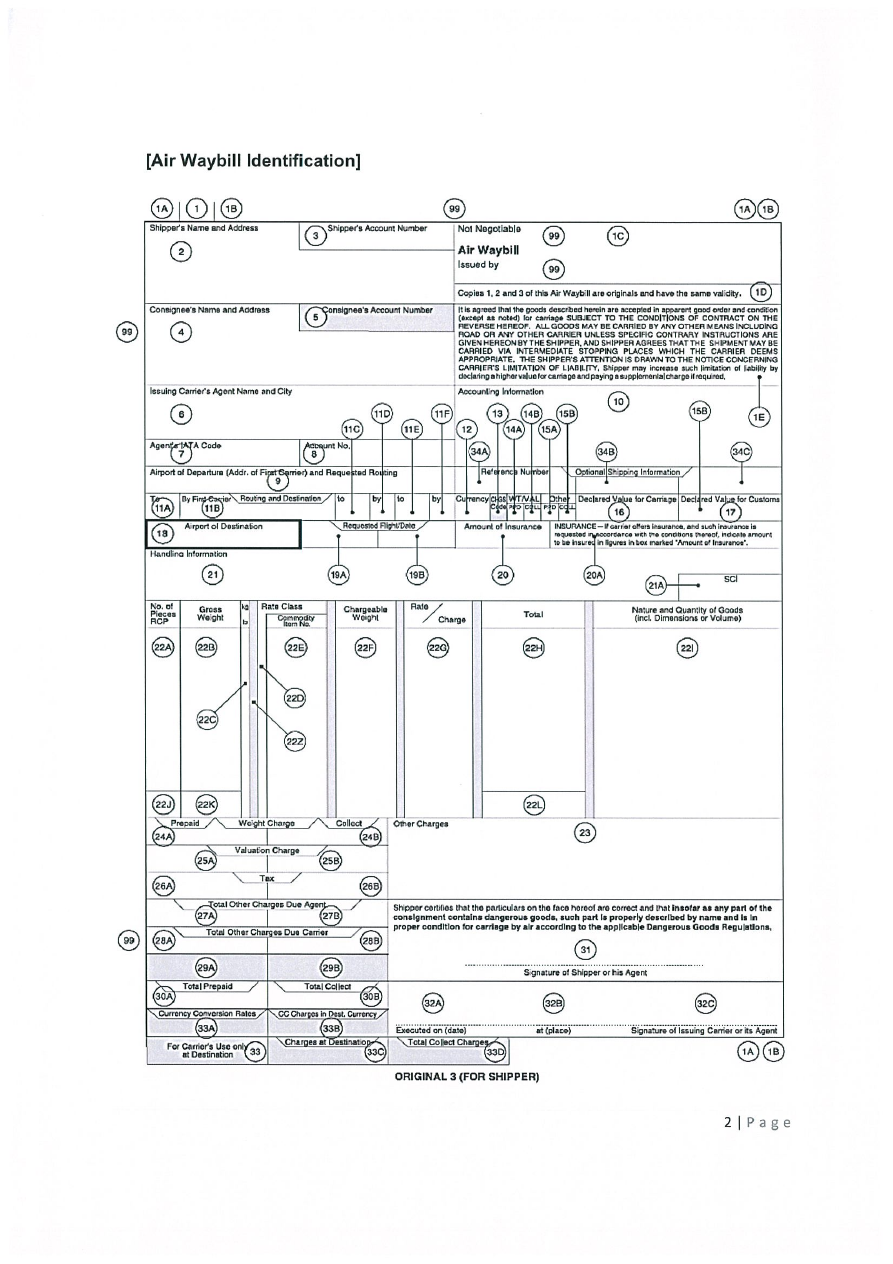 [Air Waybill Identification]
1A | 1 | 1B 99 1A 1B
Shipper's Name and Address
2
3 Shipper's Account Number
Not Negotiable 99 1C
Air Waybill
Issued by 99
Copies 1, 2 and 3 of this Air Waybill are originals and have the same validity. 1D
99
Consignee's Name and Address
4
5 Consignee's Account Number
It is agreed that the goods described herein are accepted in apparent good order and condition
(except as noted) for carriage SUBJECT TO THE CONDITIONS OF CONTRACT ON THE
REVERSE HEREOF. ALL GOODS MAY BE CARRIED BY ANY OTHER MEANS INCLUDING
ROAD OR ANY OTHER CARRIER UNLESS SPECIFIC CONTRARY INSTRUCTIONS ARE
GIVEN HEREON BY THE SHIPPER, AND SHIPPER AGREES THAT THE SHIPMENT MAY BE
CARRIED VIA INTERMEDIATE STOPPING PLACES WHICH THE CARRIER DEEMS
APPROPRIATE. THE SHIPPER'S ATTENTION IS DRAWN TO THE NOTICE CONCERNING
CARRIER'S LIMITATION OF LIABILITY. Shipper may increase such limitation of liability by
declaring a higher value for carriage and paying a supplemental charge if required.
1E
Issuing Carrier's Agent Name and City
6
Accounting Information
10
11C 11D 11E 11F 12 13 14A 14B 15A 15B 15B
Agent's IATA Code
7
Account No.
8
34A 34B 34C
Airport of Departure (Addr. of First Carrier) and Requested Routing
9
Reference Number
Optional Shipping Information
To By First Carrier Routing and Destination to by to by
11A 11B
Currency CHGS Code WT/VAL PPD COLL Other PPD COLL
Declared Value for Carriage
16
Declared Value for Customs
17
18 Airport of Destination
Requested Flight/Date
19A 19B
Amount of Insurance
20
INSURANCE – If carrier offers insurance, and such insurance is
requested in accordance with the conditions thereof, indicate amount
to be insured in figures in box marked "Amount of Insurance".
20A
Handling Information
21
21A SCI
No. of Pieces RCP
Gross Weight
kg lb
Rate Class
Commodity Item No.
Chargeable Weight
Rate / Charge
Total
Nature and Quantity of Goods
(incl. Dimensions or Volume)
22A 22B 22E 22F 22G 22H 22I
22D
22C
22Z
22J 22K 22L
Prepaid Weight Charge Collect
24A 24B
Other Charges
23
Valuation Charge
25A 25B
Tax
26A 26B
Total Other Charges Due Agent
27A 27B
Shipper certifies that the particulars on the face hereof are correct and that insofar as any part of the
consignment contains dangerous goods, such part is properly described by name and is in
proper condition for carriage by air according to the applicable Dangerous Goods Regulations.
99
Total Other Charges Due Carrier
28A 28B
31
29A 29B
Signature of Shipper or his Agent
Total Prepaid Total Collect
30A 30B
32A 32B 32C
Currency Conversion Rates CC Charges in Dest. Currency
33A 33B
Executed on (date) at (place) Signature of Issuing Carrier or its Agent
For Carrier's Use only
at Destination
33
Charges at Destination
33C
Total Collect Charges
33D
1A 1B
ORIGINAL 3 (FOR SHIPPER)
2 | Page